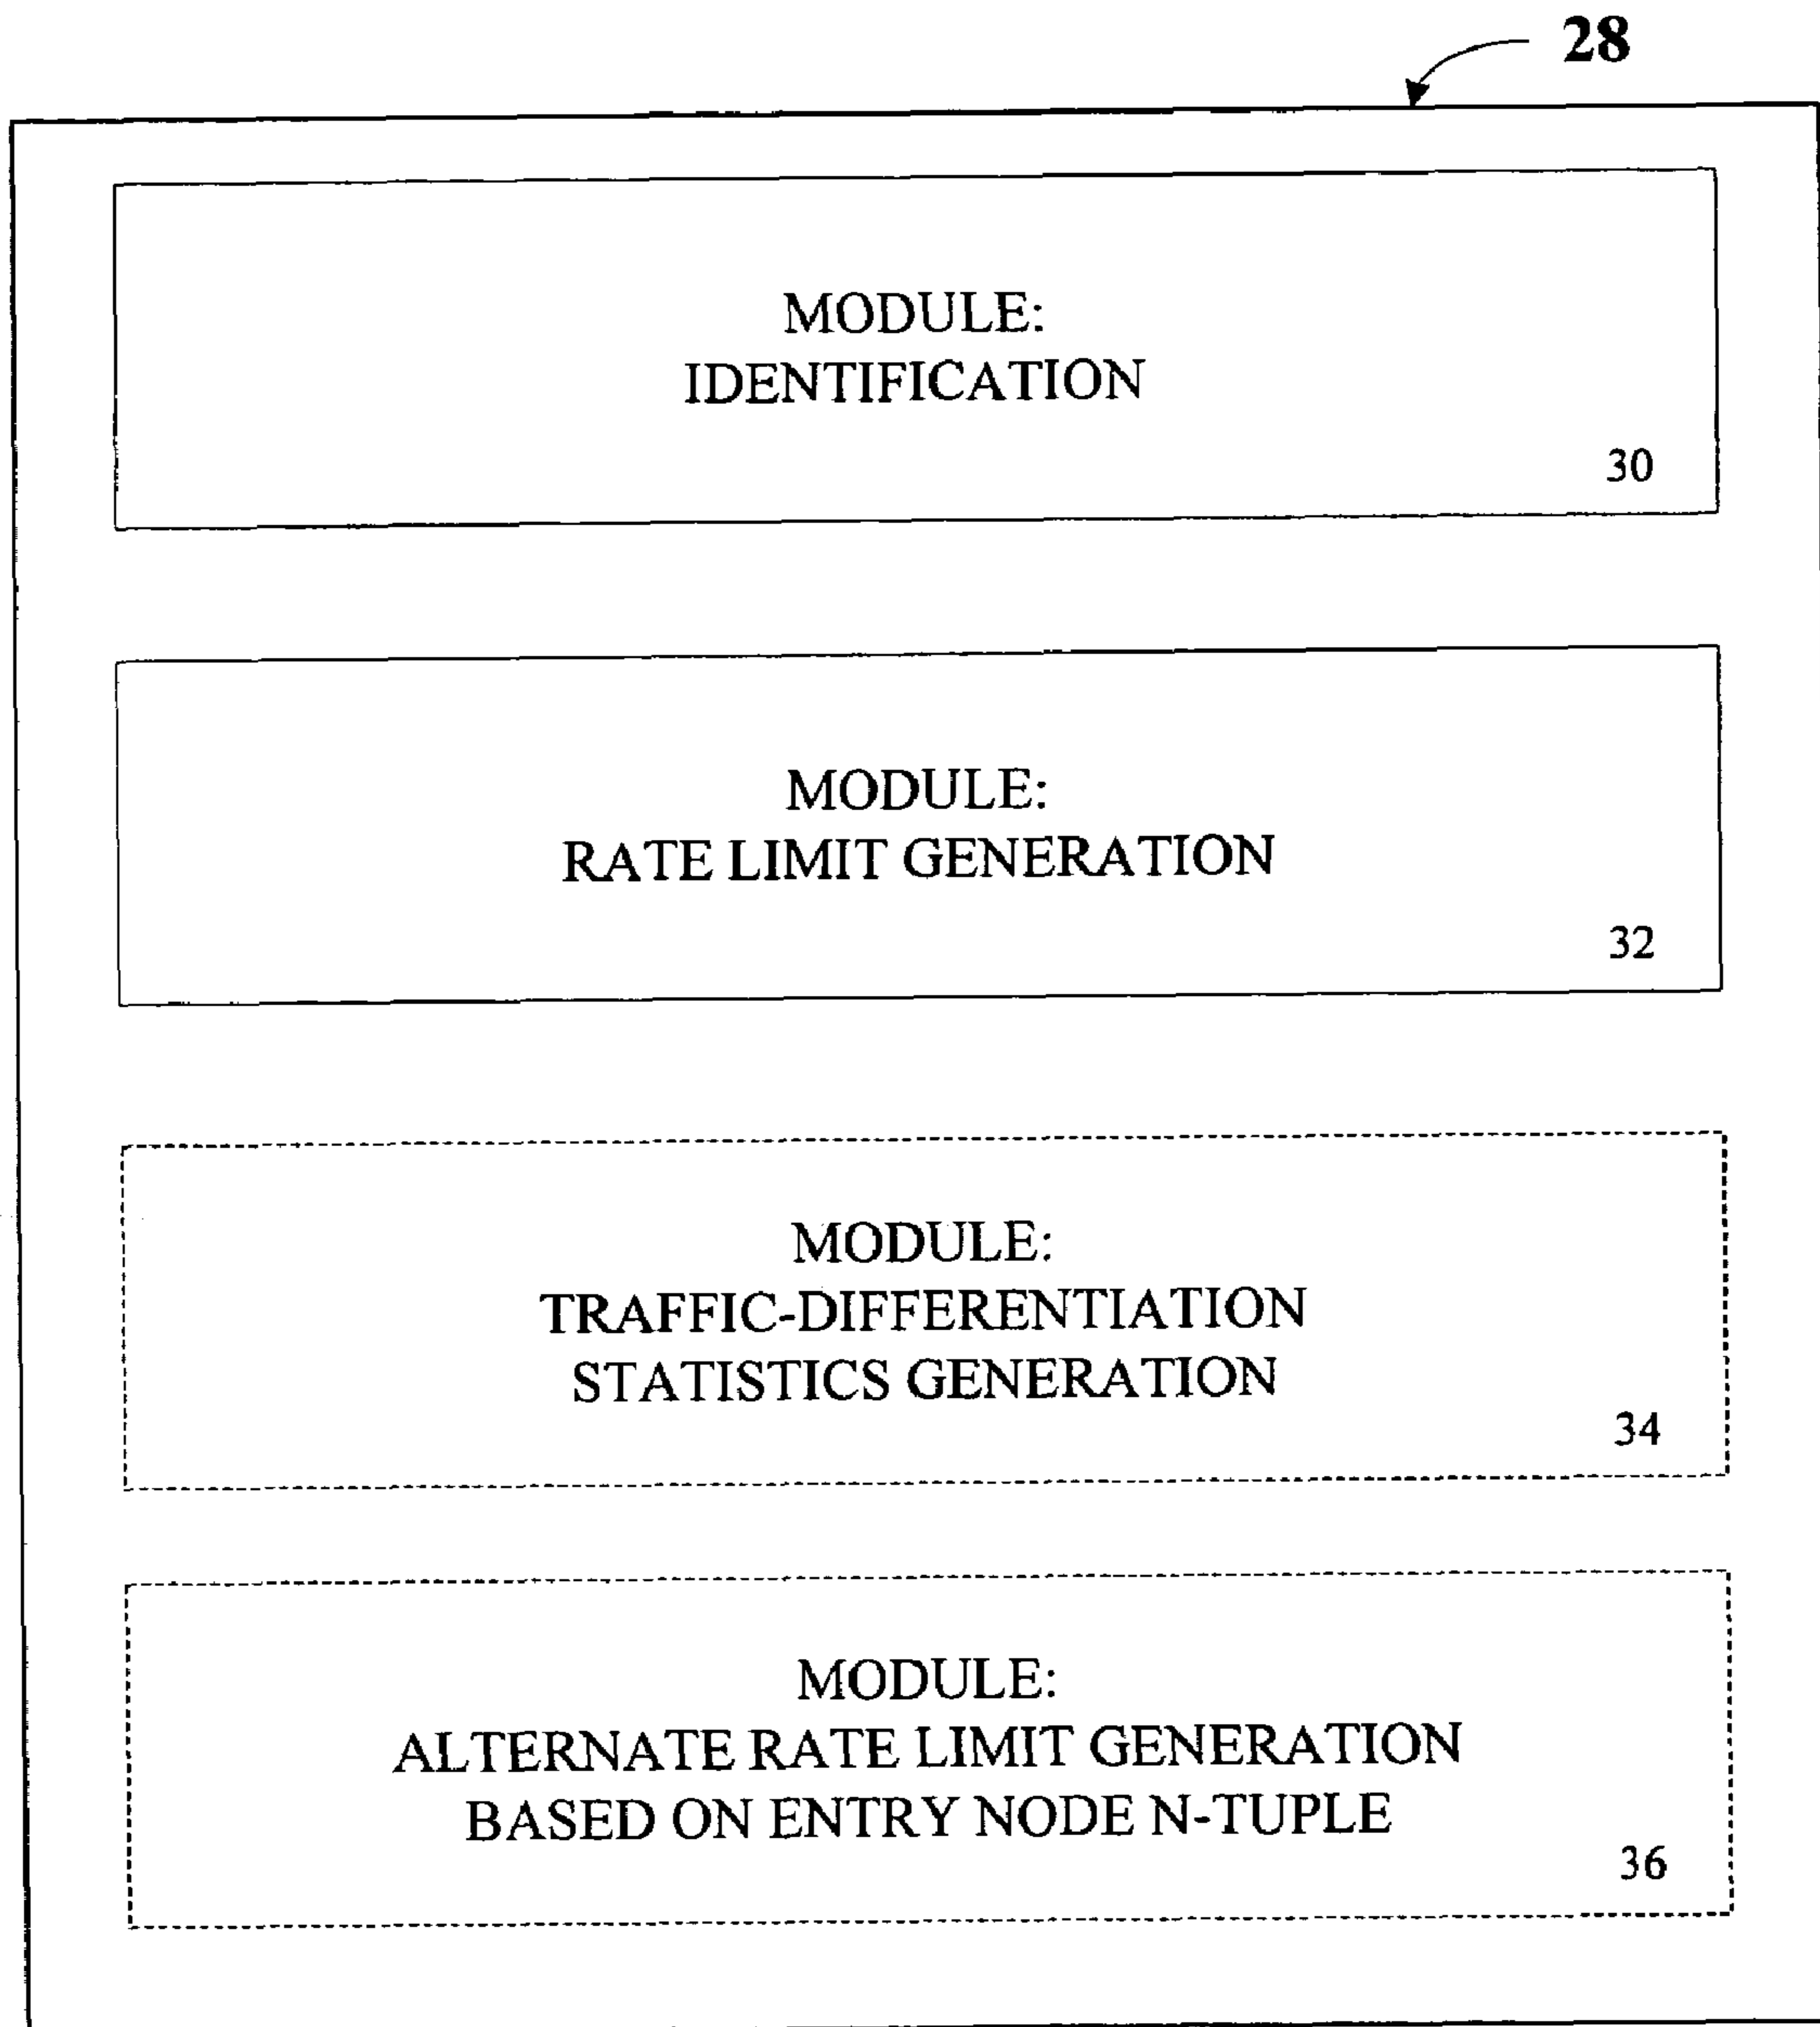 28
MODULE:
IDENTIFICATION
30
MODULE:
RATE LIMIT GENERATION
32
MODULE:
TRAFFIC-DIFFERENTIATION
STATISTICS GENERATION
34
MODULE:
ALTERNATE RATE LIMIT GENERATION
BASED ON ENTRY NODE N-TUPLE
36